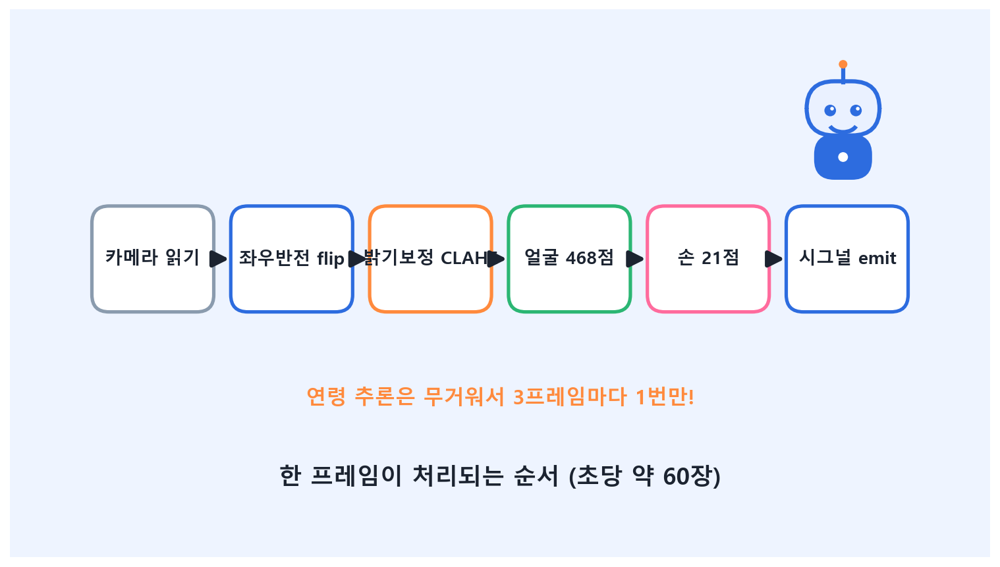 카메라 읽기
좌우반전 flip
밝기보정 CLAHE
얼굴 468점
손 21점
시그널 emit
연령 추론은 무거워서 3프레임마다 1번만!
한 프레임이 처리되는 순서 (초당 약 60장)